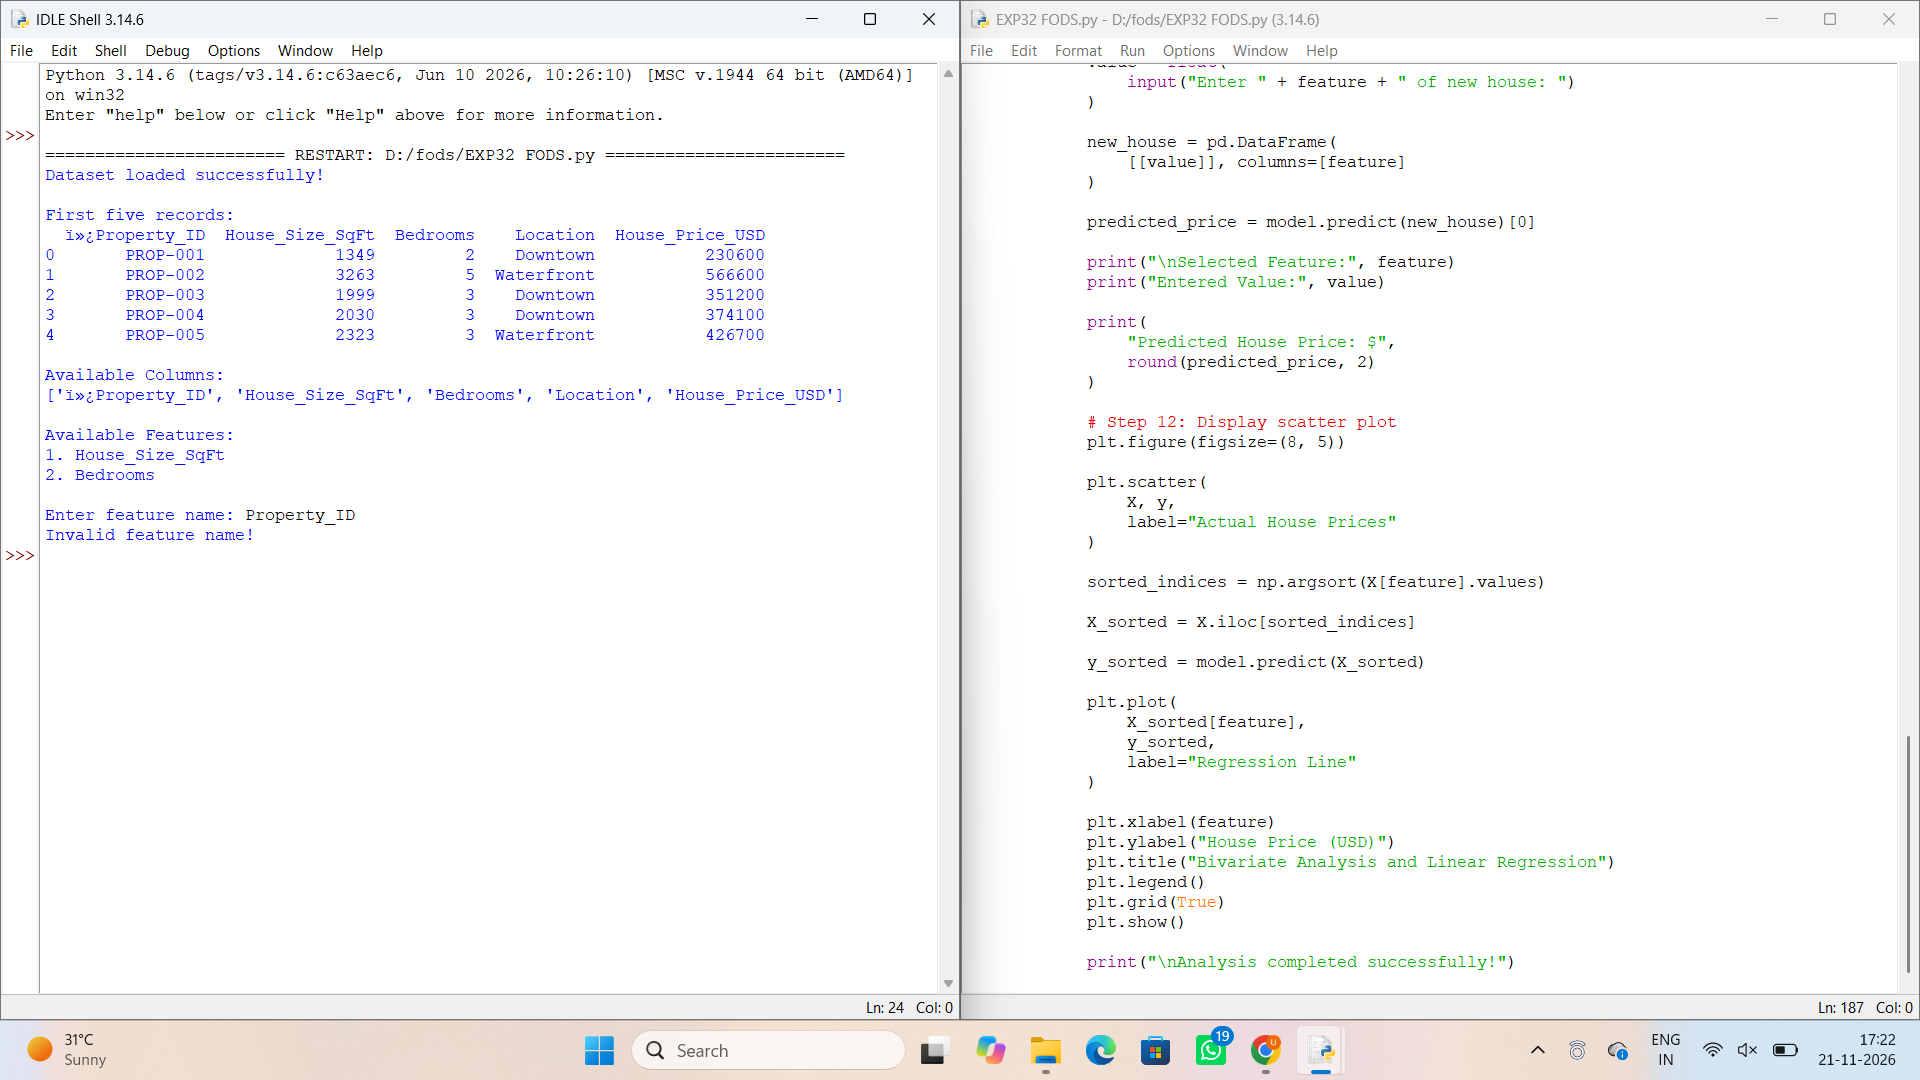 IDLE Shell 3.14.6
File Edit Shell Debug Options Window Help
Python 3.14.6 (tags/v3.14.6:c63aec6, Jun 10 2026, 10:26:10) [MSC v.1944 64 bit (AMD64)]
on win32
Enter "help" below or click "Help" above for more information.
>>>
======================== RESTART: D:/fods/EXP32 FODS.py ========================
Dataset loaded successfully!
First five records:
  ï»¿Property_ID  House_Size_SqFt  Bedrooms    Location  House_Price_USD
0       PROP-001             1349         2    Downtown           230600
1       PROP-002             3263         5  Waterfront           566600
2       PROP-003             1999         3    Downtown           351200
3       PROP-004             2030         3    Downtown           374100
4       PROP-005             2323         3  Waterfront           426700
Available Columns:
['ï»¿Property_ID', 'House_Size_SqFt', 'Bedrooms', 'Location', 'House_Price_USD']
Available Features:
1. House_Size_SqFt
2. Bedrooms
Enter feature name: Property_ID
Invalid feature name!
>>>
Ln: 24 Col: 0
EXP32 FODS.py - D:/fods/EXP32 FODS.py (3.14.6)
File Edit Format Run Options Window Help
value = float(
    input("Enter " + feature + " of new house: ")
)
new_house = pd.DataFrame(
    [[value]], columns=[feature]
)
predicted_price = model.predict(new_house)[0]
print("\nSelected Feature:", feature)
print("Entered Value:", value)
print(
    "Predicted House Price: $",
    round(predicted_price, 2)
)
# Step 12: Display scatter plot
plt.figure(figsize=(8, 5))
plt.scatter(
    X, y,
    label="Actual House Prices"
)
sorted_indices = np.argsort(X[feature].values)
X_sorted = X.iloc[sorted_indices]
y_sorted = model.predict(X_sorted)
plt.plot(
    X_sorted[feature],
    y_sorted,
    label="Regression Line"
)
plt.xlabel(feature)
plt.ylabel("House Price (USD)")
plt.title("Bivariate Analysis and Linear Regression")
plt.legend()
plt.grid(True)
plt.show()
print("\nAnalysis completed successfully!")
Ln: 187 Col: 0
31°C
Sunny
Search
19
U
ENG
IN
17:22
21-11-2026